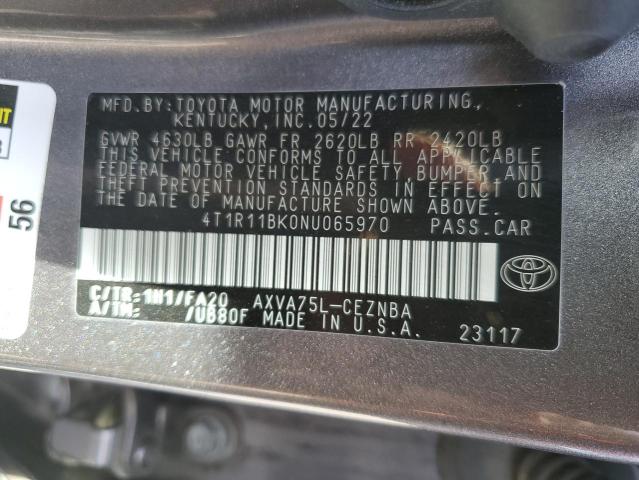 MFD.BY:TOYOTA MOTOR MANUFACTURING,
KENTUCKY,INC.05/22
GVWR 4630LB GAWR FR 2620LB RR 2420LB
THIS VEHICLE CONFORMS TO ALL APPLICABLE
FEDERAL MOTOR VEHICLE SAFETY, BUMPER AND
THEFT PREVENTION STANDARDS IN EFFECT ON
THE DATE OF MANUFACTURE SHOWN ABOVE.
4T1R11BK0NU065970 PASS.CAR
C/TR:1H1/FA20 AXVA75L-CEZNBA
A/TM: /U880F MADE IN U.S.A.
23117
56